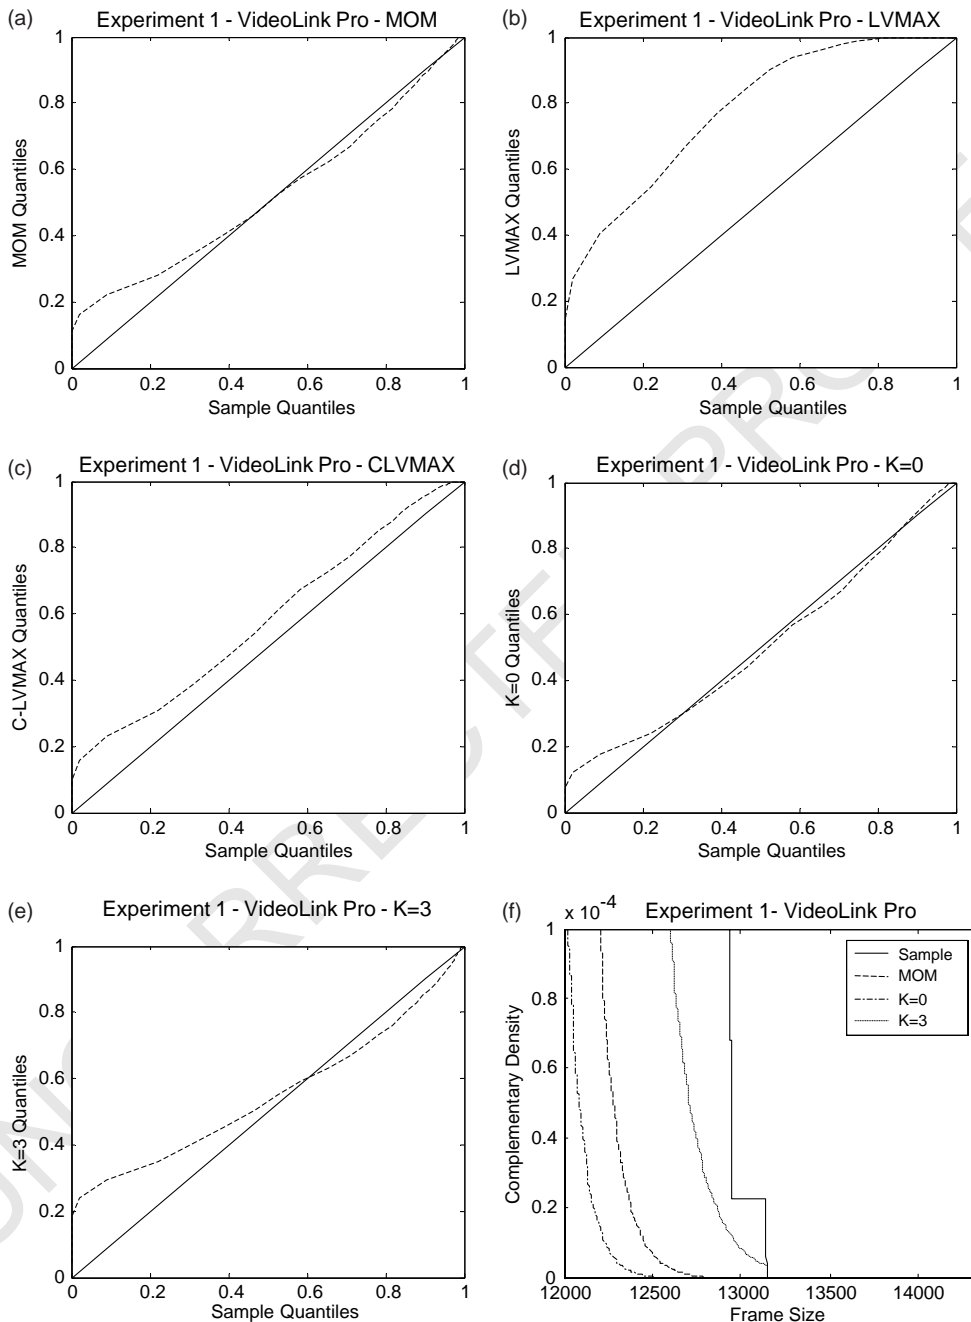 (a) Experiment 1 - VideoLink Pro - MOM
1
0.8
0.6
0.4
0.2
0
MOM Quantiles
0 0.2 0.4 0.6 0.8 1
Sample Quantiles
(b) Experiment 1 - VideoLink Pro - LVMAX
1
0.8
0.6
0.4
0.2
0
LVMAX Quantiles
0 0.2 0.4 0.6 0.8 1
Sample Quantiles
(c) Experiment 1 - VideoLink Pro - CLVMAX
1
0.8
0.6
0.4
0.2
0
C-LVMAX Quantiles
0 0.2 0.4 0.6 0.8 1
Sample Quantiles
(d) Experiment 1 - VideoLink Pro - K=0
1
0.8
0.6
0.4
0.2
0
K=0 Quantiles
0 0.2 0.4 0.6 0.8 1
Sample Quantiles
(e) Experiment 1 - VideoLink Pro - K=3
1
0.8
0.6
0.4
0.2
0
K=3 Quantiles
0 0.2 0.4 0.6 0.8 1
Sample Quantiles
(f) x 10-4 Experiment 1- VideoLink Pro
1
0.8
0.6
0.4
0.2
0
Complementary Density
Sample
MOM
K=0
K=3
12000 12500 13000 13500 14000
Frame Size